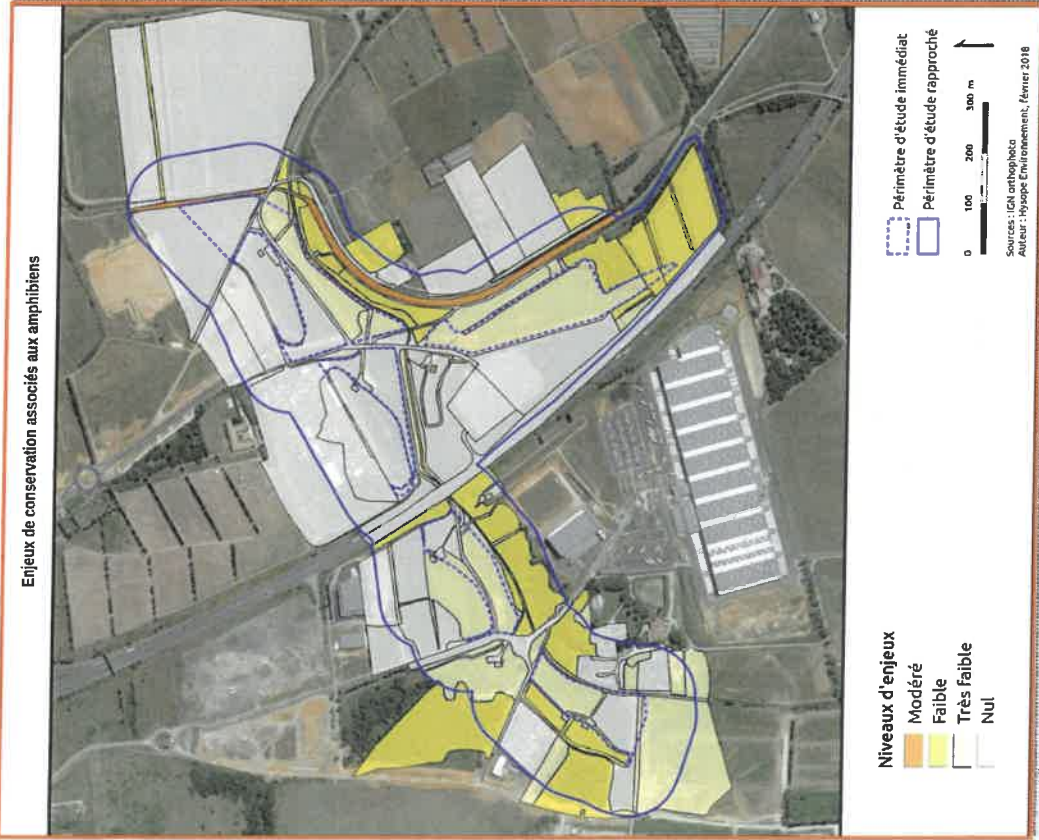 Enjeux de conservation associés aux amphibiens
Niveaux d'enjeux
Modéré
Faible
Très faible
Nul
Périmètre d'étude immédiat
Périmètre d'étude rapproché
0 100 200 300 m
Sources : IGN orthophoto
Auteur : Hysope Environnement, février 2018